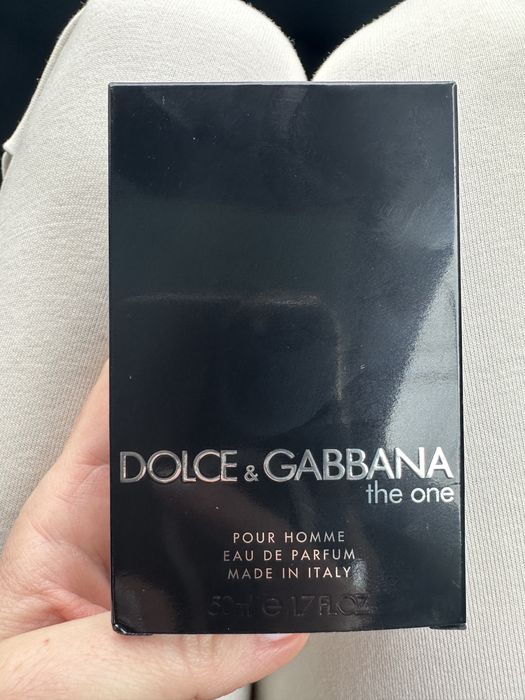 DOLCE & GABBANA
the one
POUR HOMME
EAU DE PARFUM
MADE IN ITALY
50ml ℮ 1.7 FL.OZ.